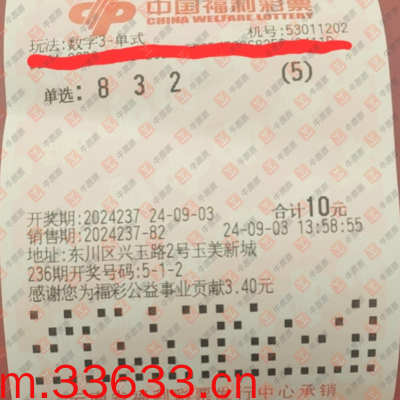 中国福利彩票
CHINA WELFARE LOTTERY
玩法:数字3-单式 机号:53011202
单选: 8 3 2 (5)
开奖期:2024237 24-09-03 合计10元
销售期:2024237-82 24-09-03 13:58:55
地址:东川区兴玉路2号玉美新城
236期开奖号码:5-1-2
感谢您为福彩公益事业贡献3.40元
m.33633.cn
中心承销